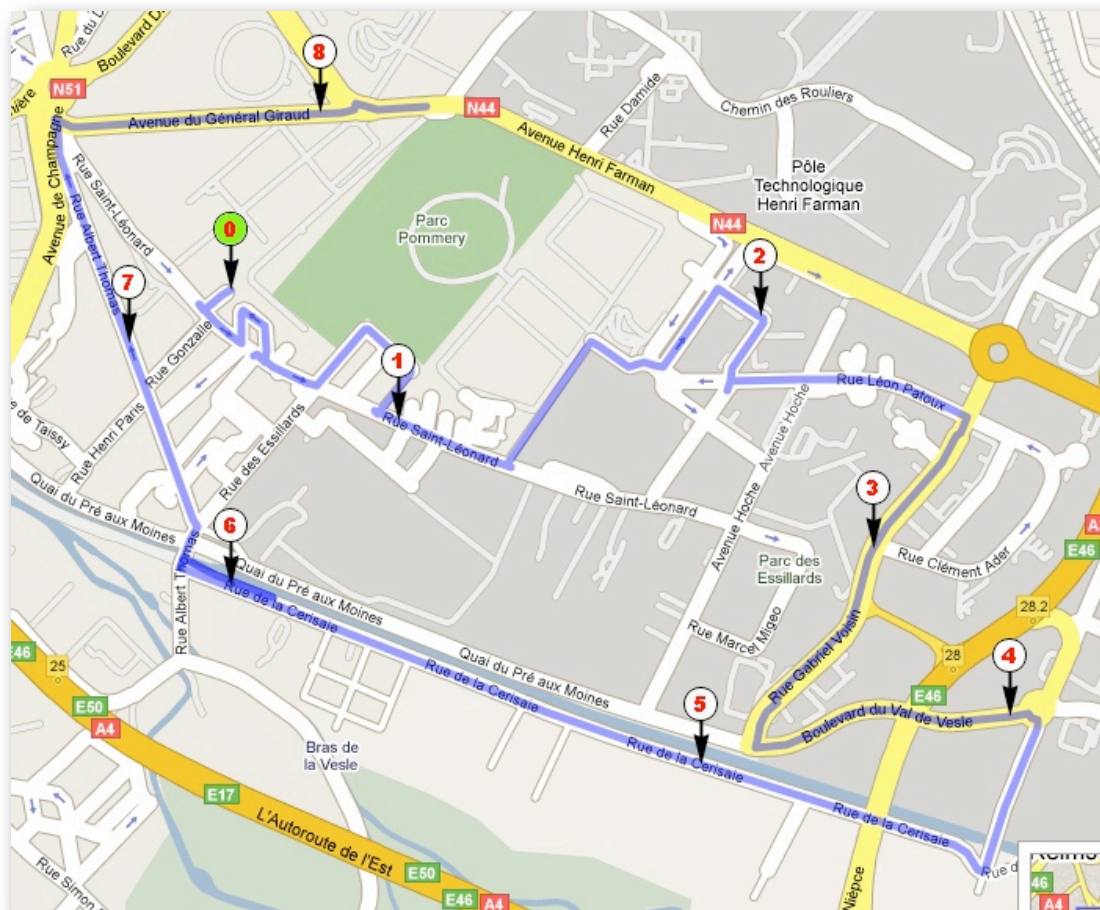 Rue du
Boulevard D
8
N51
N44
Avenue du Général Giraud
Avenue de Champagne
Rue Saint-Léonard
Rue Albert Thomas
Rue Damide
Chemin des Rouliers
Avenue Henri Farman
Pôle
Technologique
Henri Farman
Parc
Pommery
0
N44
2
7
Rue Gonzalle
1
Rue Léon Patoux
Rue Henri Paris
Rue des Essillards
Rue Saint-Léonard
Avenue Hoche
e de Taissy
Quai du Pré aux Moines
Rue Saint-Léonard
3
Avenue Hoche
6
Quai du Pré aux Moines
Parc des
Essillards
Rue Clément Ader
E46
Rue Albert Thomas
Rue de la Cerisaie
28.2
Rue Marcel Migeo
Rue Gabriel Voisin
46
25
28
4
Quai du Pré aux Moines
Rue de la Cerisaie
E46
E50
A4
5
Boulevard du Val de Vesle
Bras de
la Vesle
Rue de la Cerisaie
E17
Rue de la Cerisaie
L'Autoroute de l'Est
Rue d
E50
Niépce
Rue Simon
E46
A4
46
A4